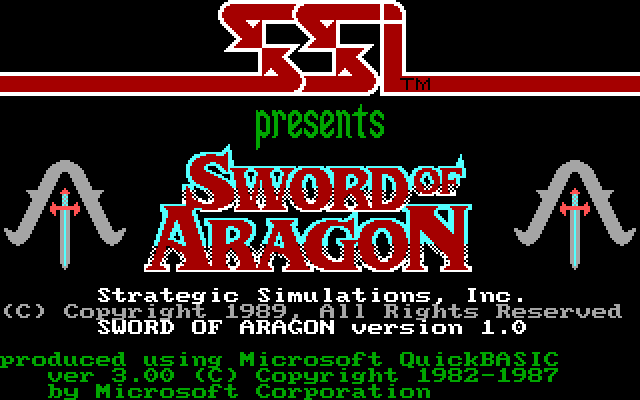 SSI TM
presents
SWORD OF
ARAGON
Strategic Simulations, Inc.
(C) Copyright 1989, All Rights Reserved
SWORD OF ARAGON version 1.0
produced using Microsoft QuickBASIC
ver 3.00 (C) Copyright 1982-1987
by Microsoft Corporation